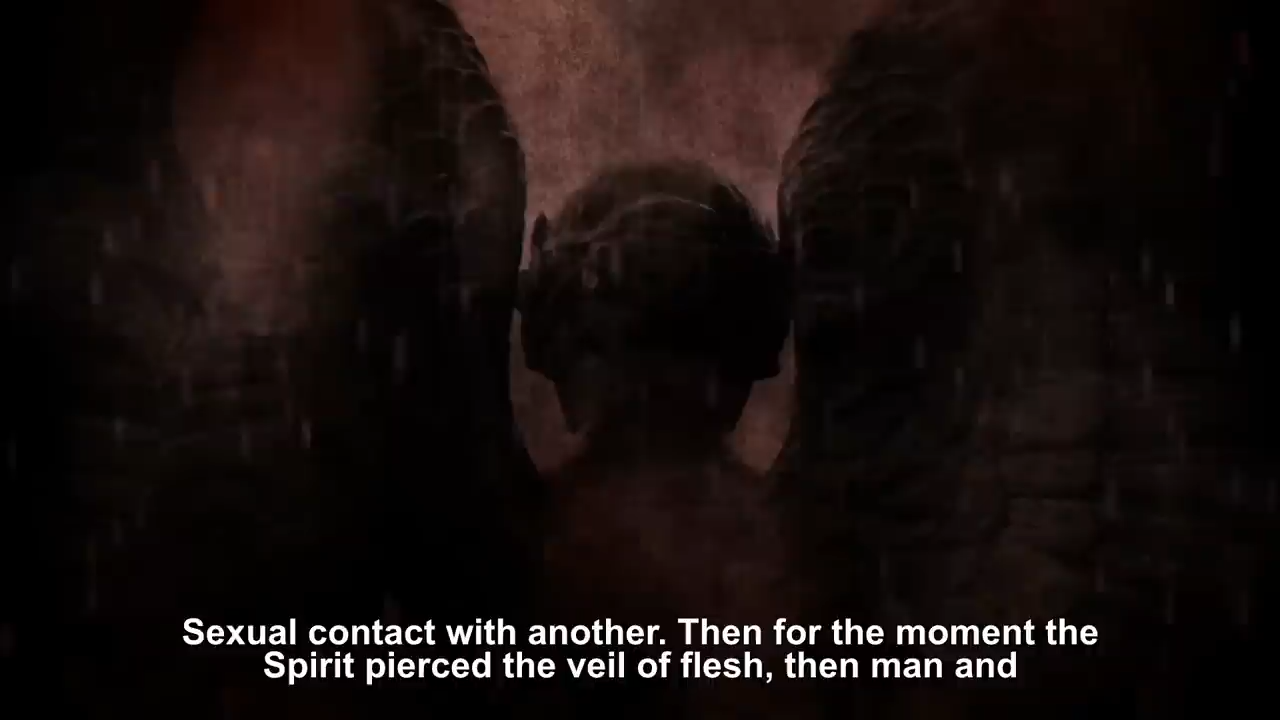 Sexual contact with another. Then for the moment the
Spirit pierced the veil of flesh, then man and